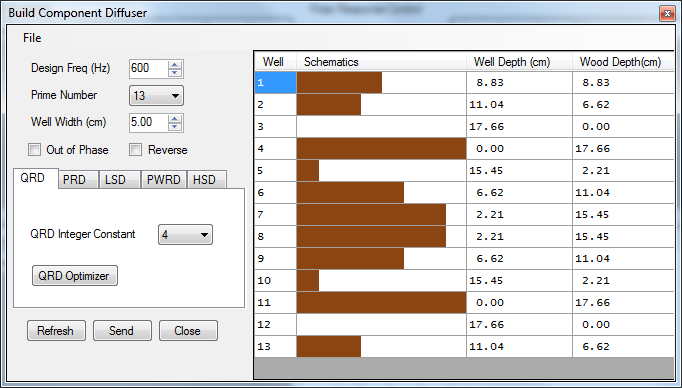 Build Component Diffuser
File
Design Freq (Hz) 600
Prime Number 13
Well Width (cm) 5.00
Out of Phase Reverse
QRD PRD LSD PWRD HSD
QRD Integer Constant 4
QRD Optimizer
Refresh Send Close
Well Schematics Well Depth (cm) Wood Depth(cm)
1 8.83 8.83
2 11.04 6.62
3 17.66 0.00
4 0.00 17.66
5 15.45 2.21
6 6.62 11.04
7 2.21 15.45
8 2.21 15.45
9 6.62 11.04
10 15.45 2.21
11 0.00 17.66
12 17.66 0.00
13 11.04 6.62